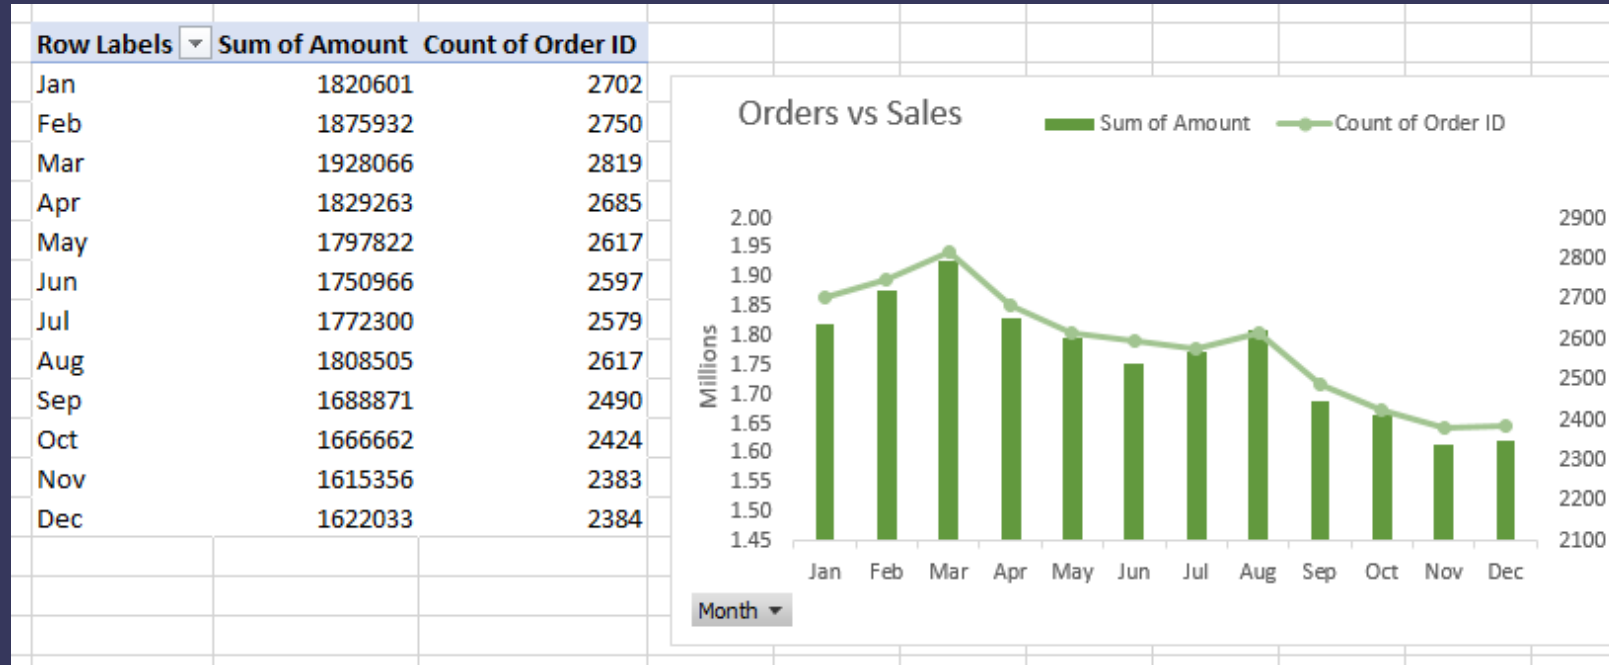 Row Labels Sum of Amount Count of Order ID
Jan 1820601 2702
Feb 1875932 2750
Mar 1928066 2819
Apr 1829263 2685
May 1797822 2617
Jun 1750966 2597
Jul 1772300 2579
Aug 1808505 2617
Sep 1688871 2490
Oct 1666662 2424
Nov 1615356 2383
Dec 1622033 2384
Orders vs Sales
Sum of Amount Count of Order ID
Millions
2.00
1.95
1.90
1.85
1.80
1.75
1.70
1.65
1.60
1.55
1.50
1.45
2900
2800
2700
2600
2500
2400
2300
2200
2100
Jan Feb Mar Apr May Jun Jul Aug Sep Oct Nov Dec
Month